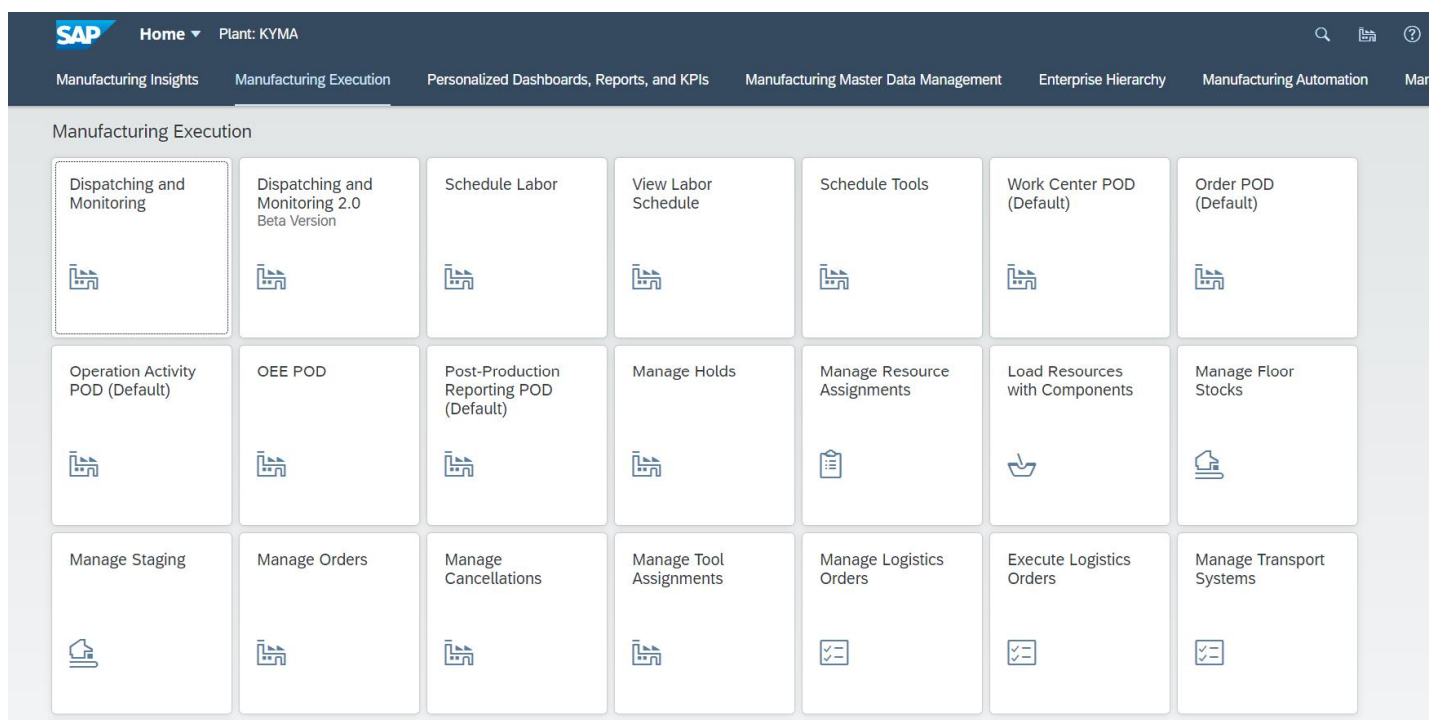 SAP Home Plant: KYMA
Manufacturing Insights Manufacturing Execution Personalized Dashboards, Reports, and KPIs Manufacturing Master Data Management Enterprise Hierarchy Manufacturing Automation Mar
Manufacturing Execution
Dispatching and
Monitoring
Dispatching and
Monitoring 2.0
Beta Version
Schedule Labor
View Labor
Schedule
Schedule Tools
Work Center POD
(Default)
Order POD
(Default)
Operation Activity
POD (Default)
OEE POD
Post-Production
Reporting POD
(Default)
Manage Holds
Manage Resource
Assignments
Load Resources
with Components
Manage Floor
Stocks
Manage Staging
Manage Orders
Manage
Cancellations
Manage Tool
Assignments
Manage Logistics
Orders
Execute Logistics
Orders
Manage Transport
Systems